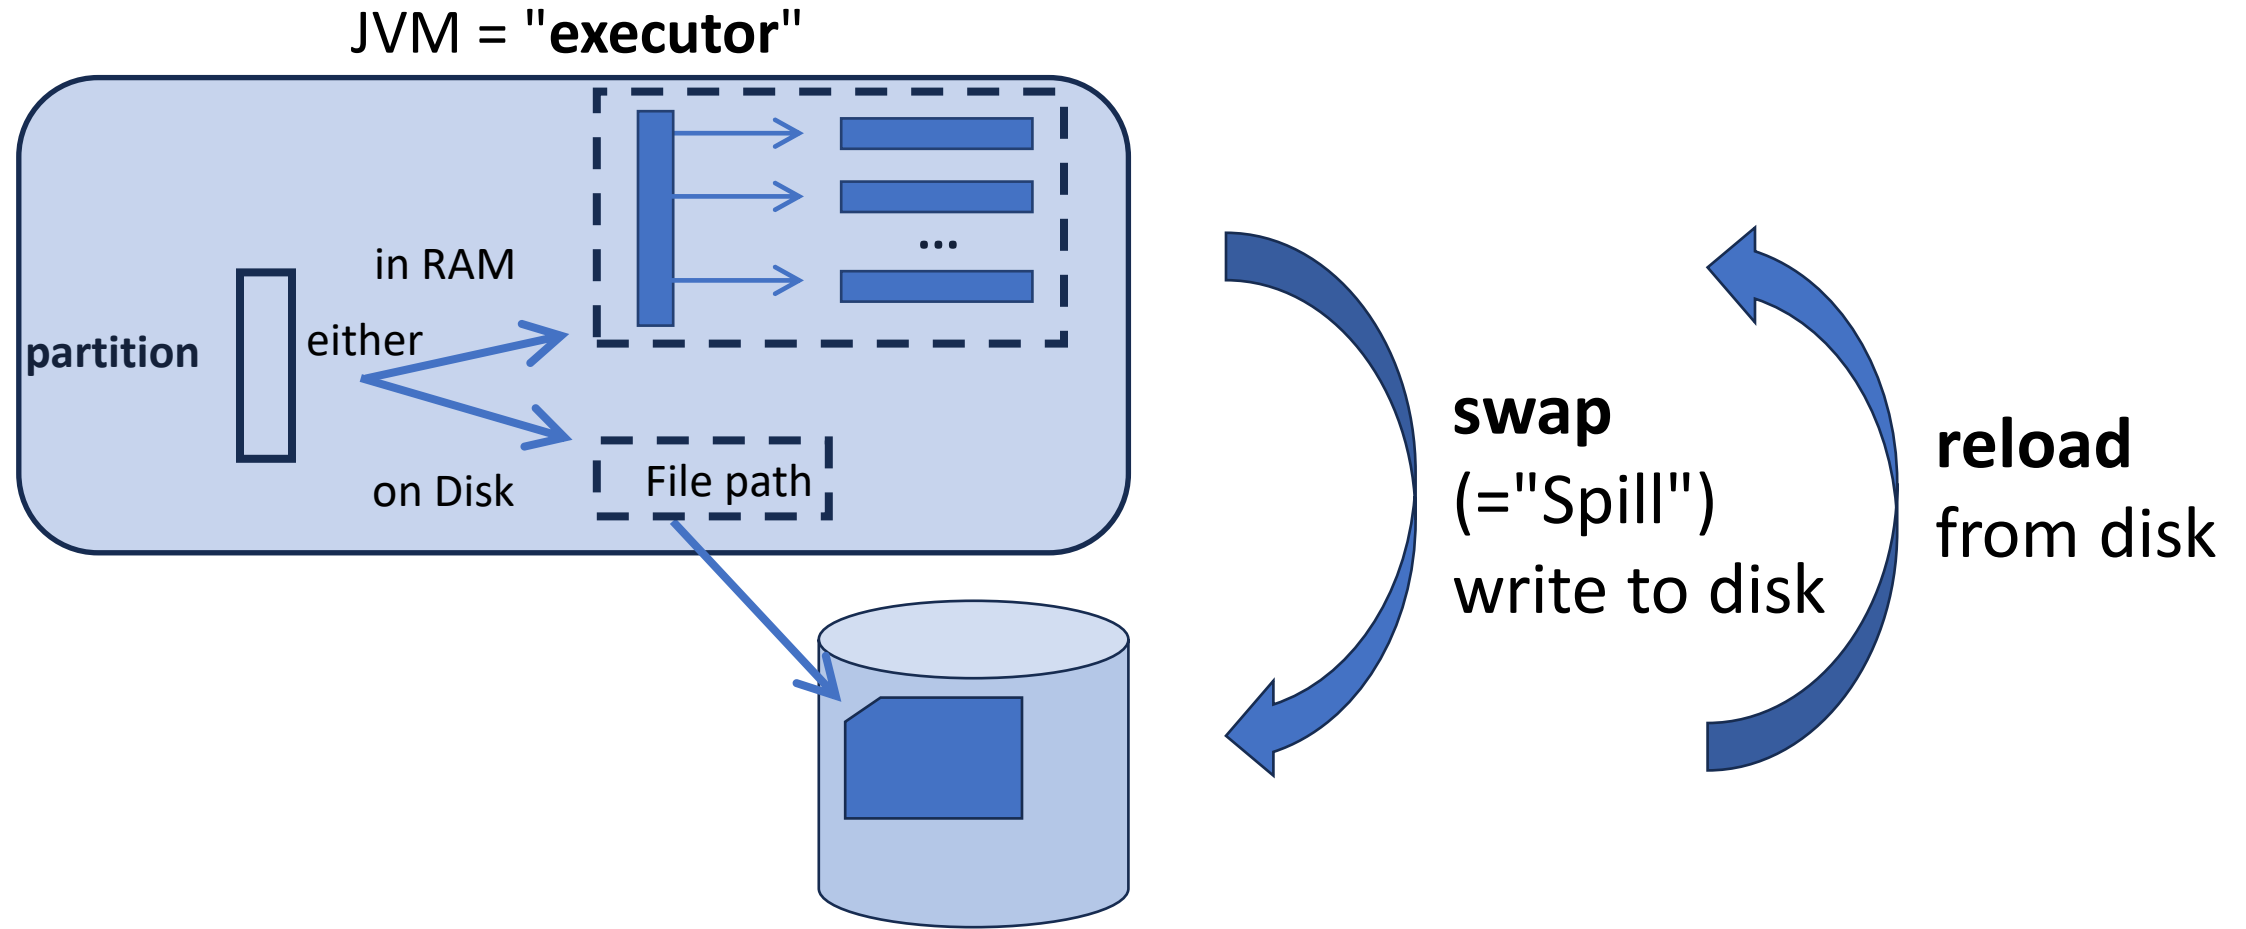 JVM = "executor"
in RAM
...
either
partition
on Disk
File path
swap
(="Spill")
write to disk
reload
from disk